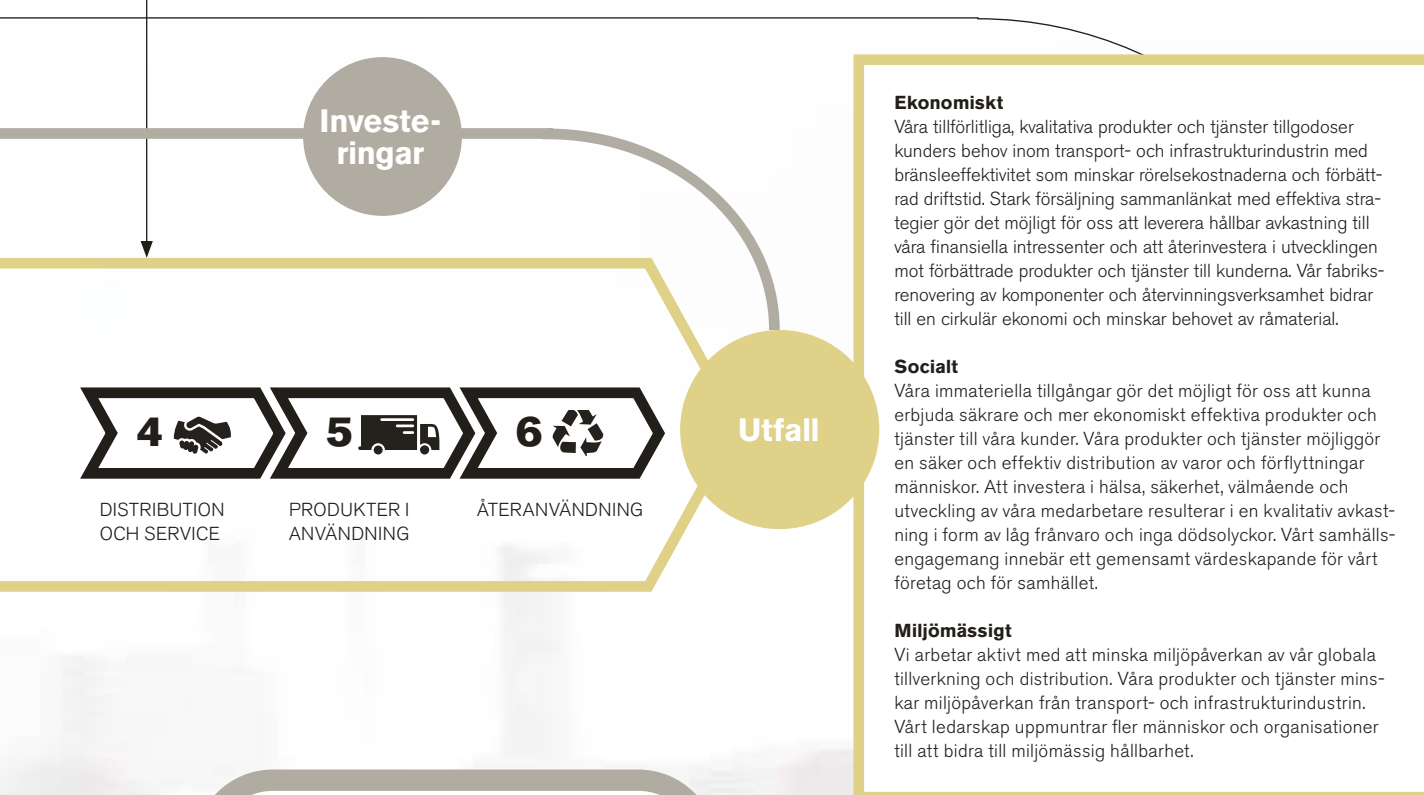 Investe-
ringar
4
5
6
DISTRIBUTION
OCH SERVICE
PRODUKTER I
ANVÄNDNING
ÅTERANVÄNDNING
Utfall
Ekonomiskt
Våra tillförlitliga, kvalitativa produkter och tjänster tillgodoser
kunders behov inom transport- och infrastrukturindustrin med
bränsleeffektivitet som minskar rörelsekostnaderna och förbätt-
rad driftstid. Stark försäljning sammanlänkat med effektiva stra-
tegier gör det möjligt för oss att leverera hållbar avkastning till
våra finansiella intressenter och att återinvestera i utvecklingen
mot förbättrade produkter och tjänster till kunderna. Vår fabriks-
renovering av komponenter och återvinningsverksamhet bidrar
till en cirkulär ekonomi och minskar behovet av råmaterial.
Socialt
Våra immateriella tillgångar gör det möjligt för oss att kunna
erbjuda säkrare och mer ekonomiskt effektiva produkter och
tjänster till våra kunder. Våra produkter och tjänster möjliggör
en säker och effektiv distribution av varor och förflyttningar
människor. Att investera i hälsa, säkerhet, välmående och
utveckling av våra medarbetare resulterar i en kvalitativ avkast-
ning i form av låg frånvaro och inga dödsolyckor. Vårt samhälls-
engagemang innebär ett gemensamt värdeskapande för vårt
företag och för samhället.
Miljömässigt
Vi arbetar aktivt med att minska miljöpåverkan av vår globala
tillverkning och distribution. Våra produkter och tjänster mins-
kar miljöpåverkan från transport- och infrastrukturindustrin.
Vårt ledarskap uppmuntrar fler människor och organisationer
till att bidra till miljömässig hållbarhet.